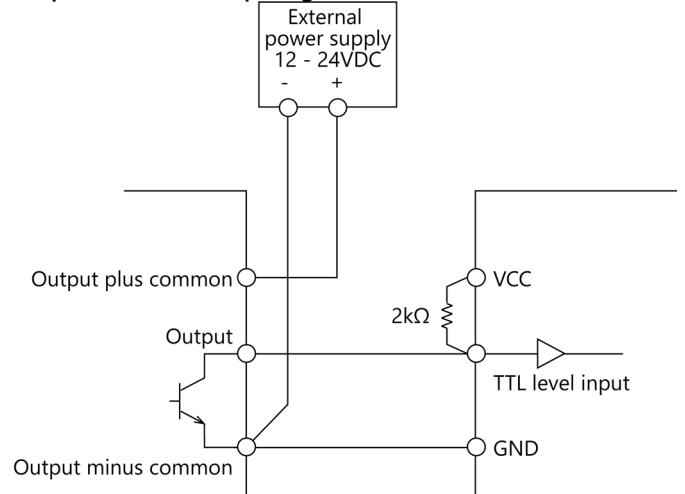 External
power supply
12 - 24VDC
- +
Output plus common
VCC
2kΩ
Output
TTL level input
GND
Output minus common